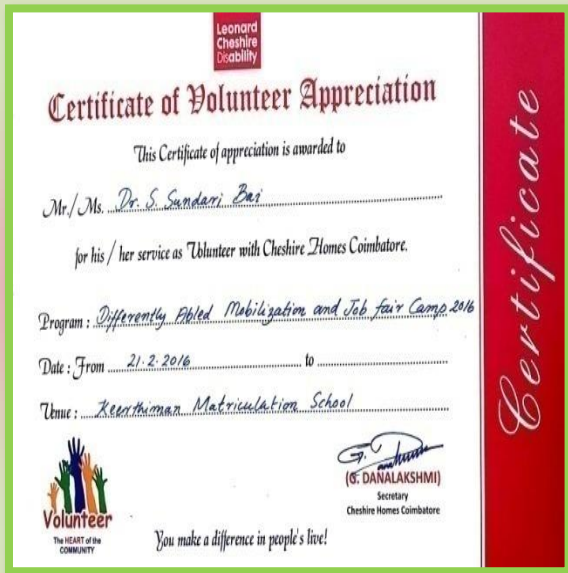 Leonard
Cheshire
Disability
Certificate of Volunteer Appreciation
This Certificate of appreciation is awarded to
Mr./ Ms. Dr. S. Sundari Bai
for his / her service as Volunteer with Cheshire Homes Coimbatore.
Program : Differently Abled Mobilization and Job fair Camp 2016
Date : From 21.2.2016 to
Venue : Keerthiman Matriculation School
(G. DANALAKSHMI)
Secretary
Cheshire Homes Coimbatore
Volunteer
The HEART of the
COMMUNITY
You make a difference in people's live!
Certificate